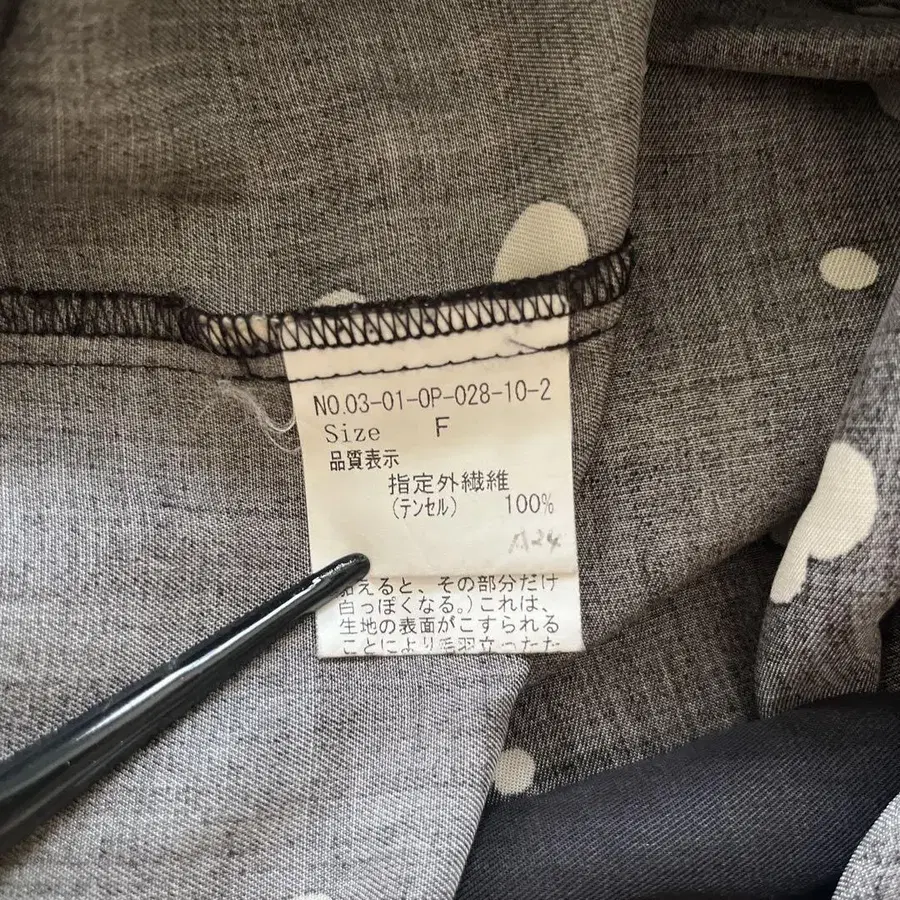 NO.03-01-OP-028-10-2
Size F
品質表示
指定外繊維
(テンセル) 100%
A24
加えると、その部分だけ
白っぽくなる。)これは、
生地の表面がこすられる
ことにより毛羽立ったた